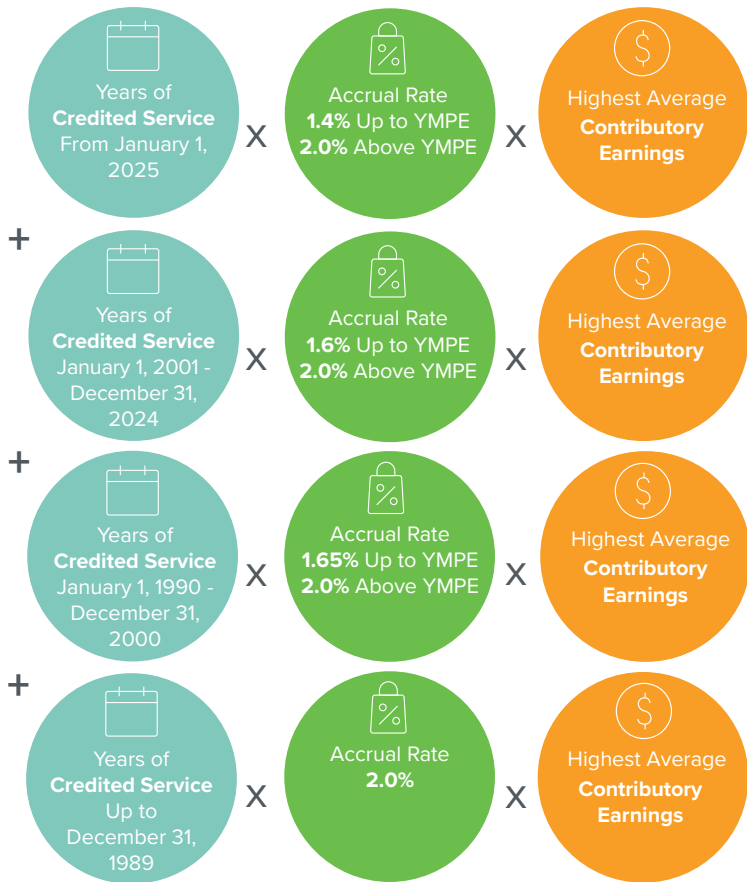 Years of
Credited Service
From January 1,
2025
x
%
Accrual Rate
1.4% Up to YMPE
2.0% Above YMPE
x
$
Highest Average
Contributory
Earnings
+
Years of
Credited Service
January 1, 2001 -
December 31,
2024
x
%
Accrual Rate
1.6% Up to YMPE
2.0% Above YMPE
x
$
Highest Average
Contributory
Earnings
+
Years of
Credited Service
January 1, 1990 -
December 31,
2000
x
%
Accrual Rate
1.65% Up to YMPE
2.0% Above YMPE
x
$
Highest Average
Contributory
Earnings
+
Years of
Credited Service
Up to
December 31,
1989
x
%
Accrual Rate
2.0%
x
$
Highest Average
Contributory
Earnings